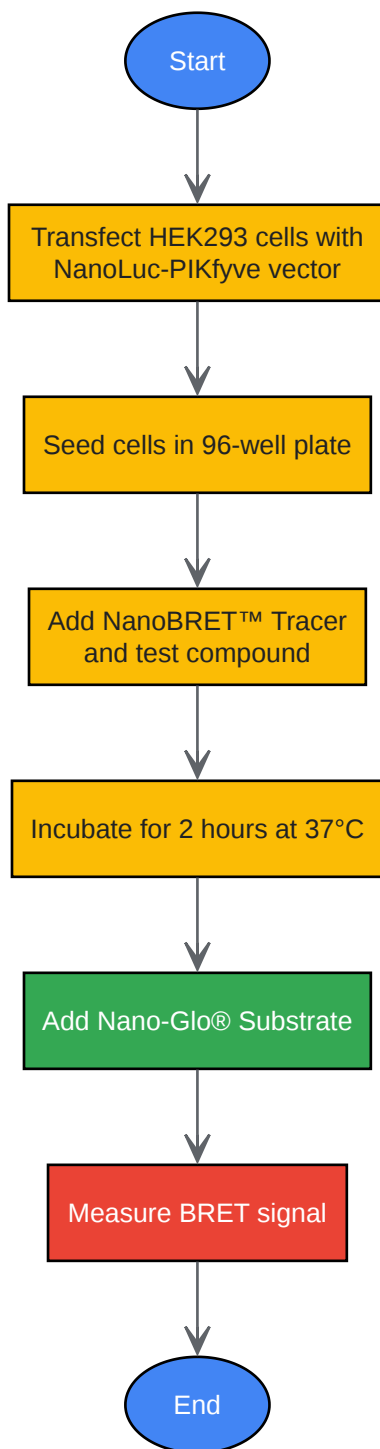 Start
Transfect HEK293 cells with
NanoLuc-PIKfyve vector
Seed cells in 96-well plate
Add NanoBRET™ Tracer
and test compound
Incubate for 2 hours at 37°C
Add Nano-Glo® Substrate
Measure BRET signal
End